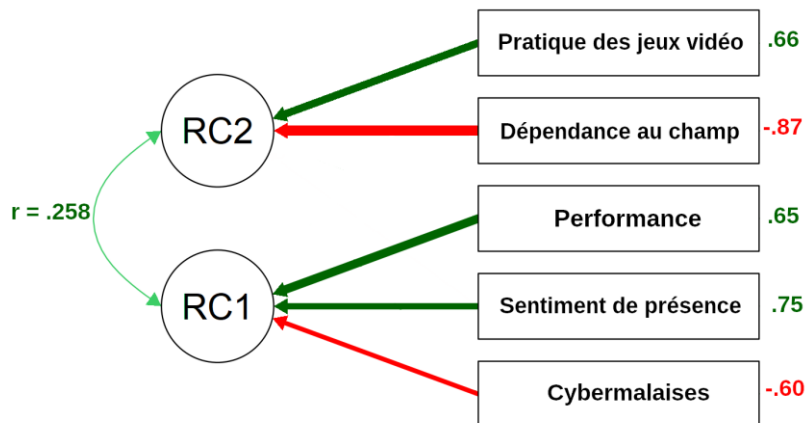 Pratique des jeux vidéo .66
RC2
Dépendance au champ -.87
r = .258
Performance .65
RC1
Sentiment de présence .75
Cybermalaises -.60